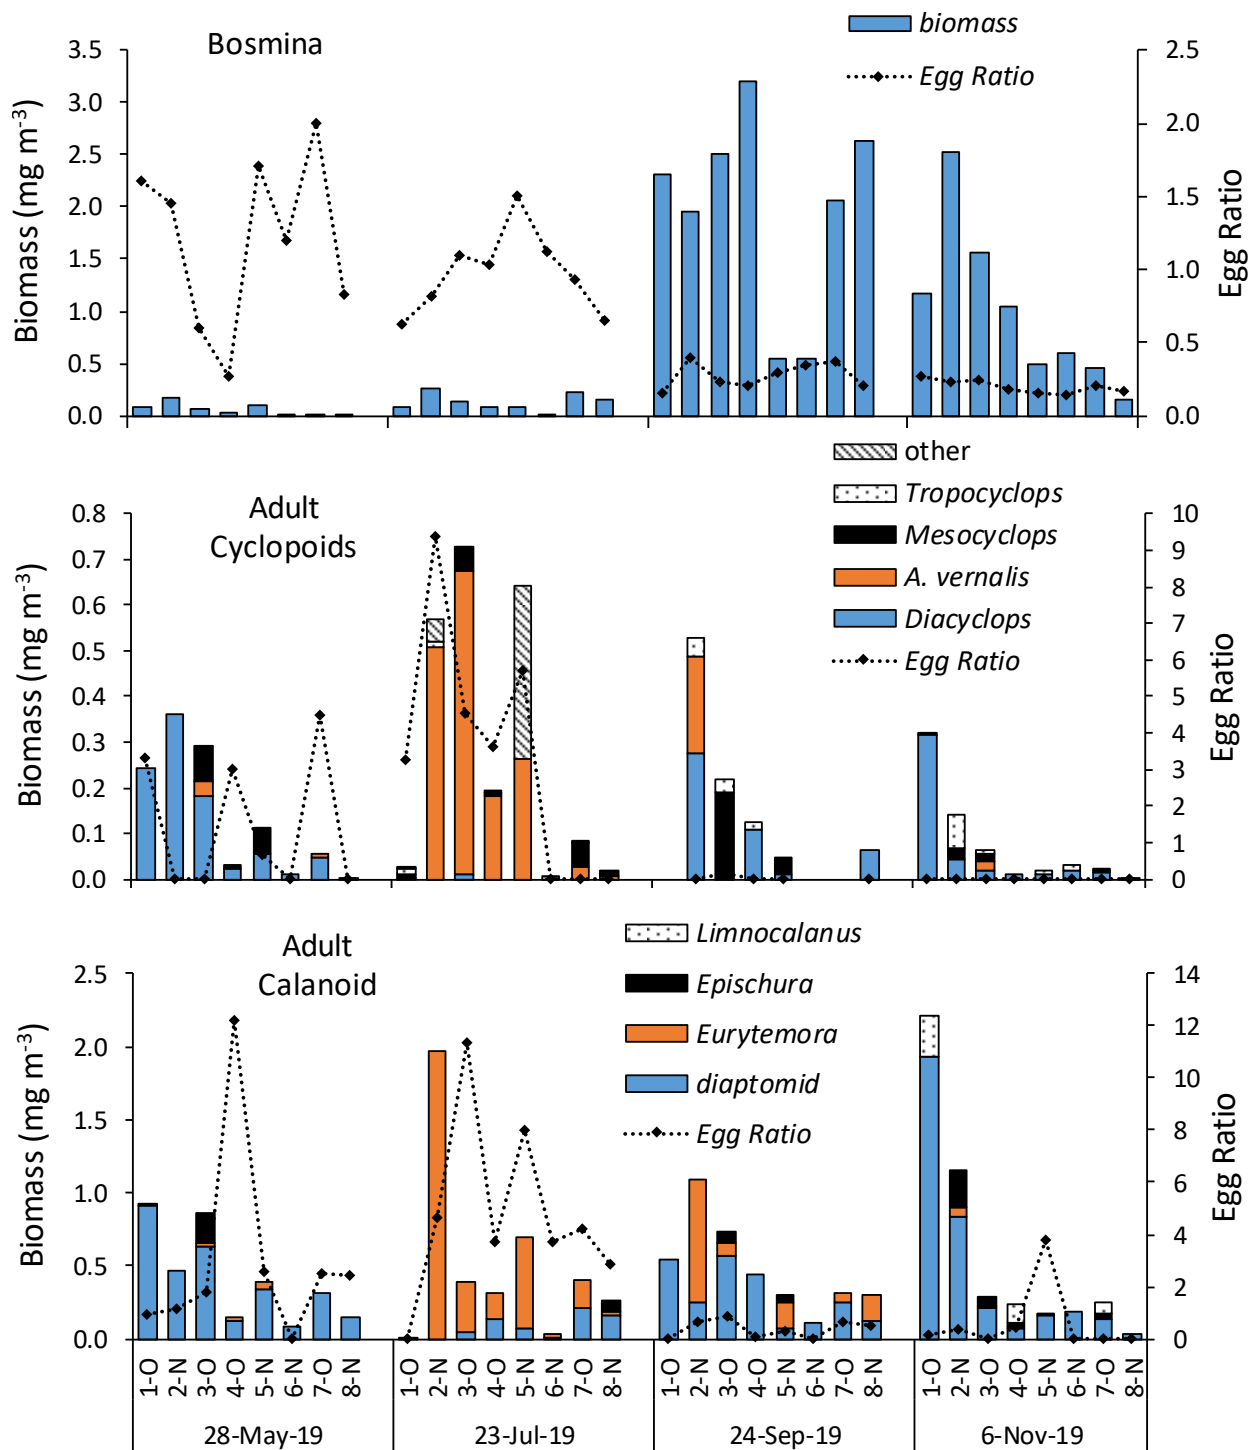 Bosmina
biomass
Egg Ratio
3.5
3.0
2.5
2.0
1.5
1.0
0.5
0.0
Biomass (mg m-3)
2.5
2.0
1.5
1.0
0.5
0.0
Egg Ratio
Adult
Cyclopoids
other
Tropocyclops
Mesocyclops
A. vernalis
Diacyclops
Egg Ratio
0.8
0.7
0.6
0.5
0.4
0.3
0.2
0.1
0.0
Biomass (mg m-3)
10
9
8
7
6
5
4
3
2
1
0
Egg Ratio
Adult
Calanoid
Limnocalanus
Epischura
Eurytemora
diaptomid
Egg Ratio
2.5
2.0
1.5
1.0
0.5
0.0
Biomass (mg m-3)
14
12
10
8
6
4
2
0
Egg Ratio
1-O 2-N 3-O 4-O 5-N 6-N 7-O 8-N 1-O 2-N 3-O 4-O 5-N 6-N 7-O 8-N 1-O 2-N 3-O 4-O 5-N 6-N 7-O 8-N 1-O 2-N 3-O 4-O 5-N 6-N 7-O 8-N
28-May-19 23-Jul-19 24-Sep-19 6-Nov-19